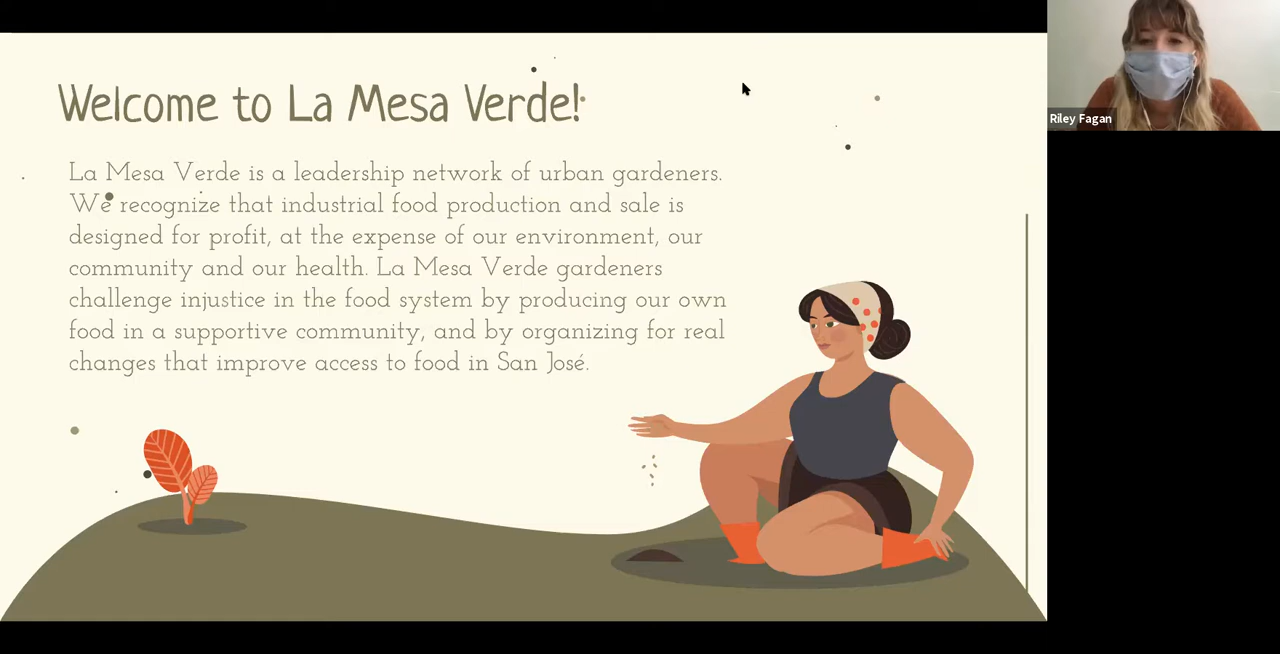 Welcome to La Mesa Verde!
La Mesa Verde is a leadership network of urban gardeners.
We recognize that industrial food production and sale is
designed for profit, at the expense of our environment, our
community and our health. La Mesa Verde gardeners
challenge injustice in the food system by producing our own
food in a supportive community, and by organizing for real
changes that improve access to food in San José.
Riley Fagan